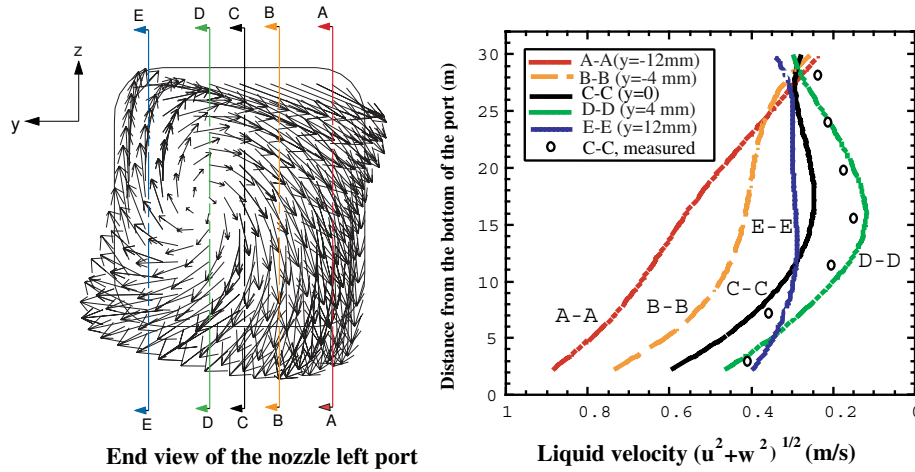 E D C B A
z
y
E D C B A
End view of the nozzle left port
Distance from the bottom of the port (m)
30
25
20
15
10
5
0
A-A(y=-12mm)
B-B (y=-4 mm)
C-C (y=0)
D-D (y=4 mm)
E-E (y=12mm)
C-C, measured
E-E
D-D
C-C
B-B
A-A
1 0.8 0.6 0.4 0.2 0
Liquid velocity (u²+w²)^1/2 (m/s)